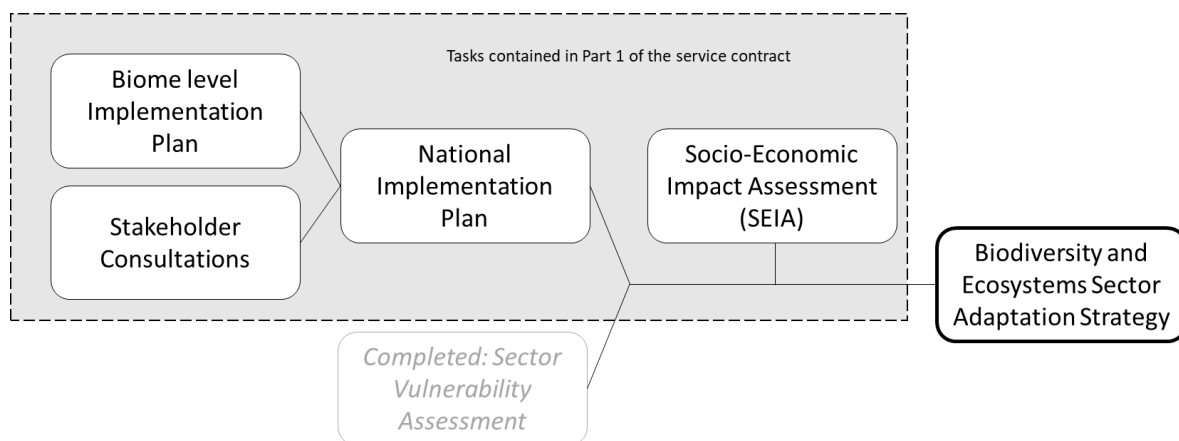 Tasks contained in Part 1 of the service contract
Biome level
Implementation
Plan
Stakeholder
Consultations
National
Implementation
Plan
Socio-Economic
Impact Assessment
(SEIA)
Completed: Sector
Vulnerability
Assessment
Biodiversity and
Ecosystems Sector
Adaptation Strategy